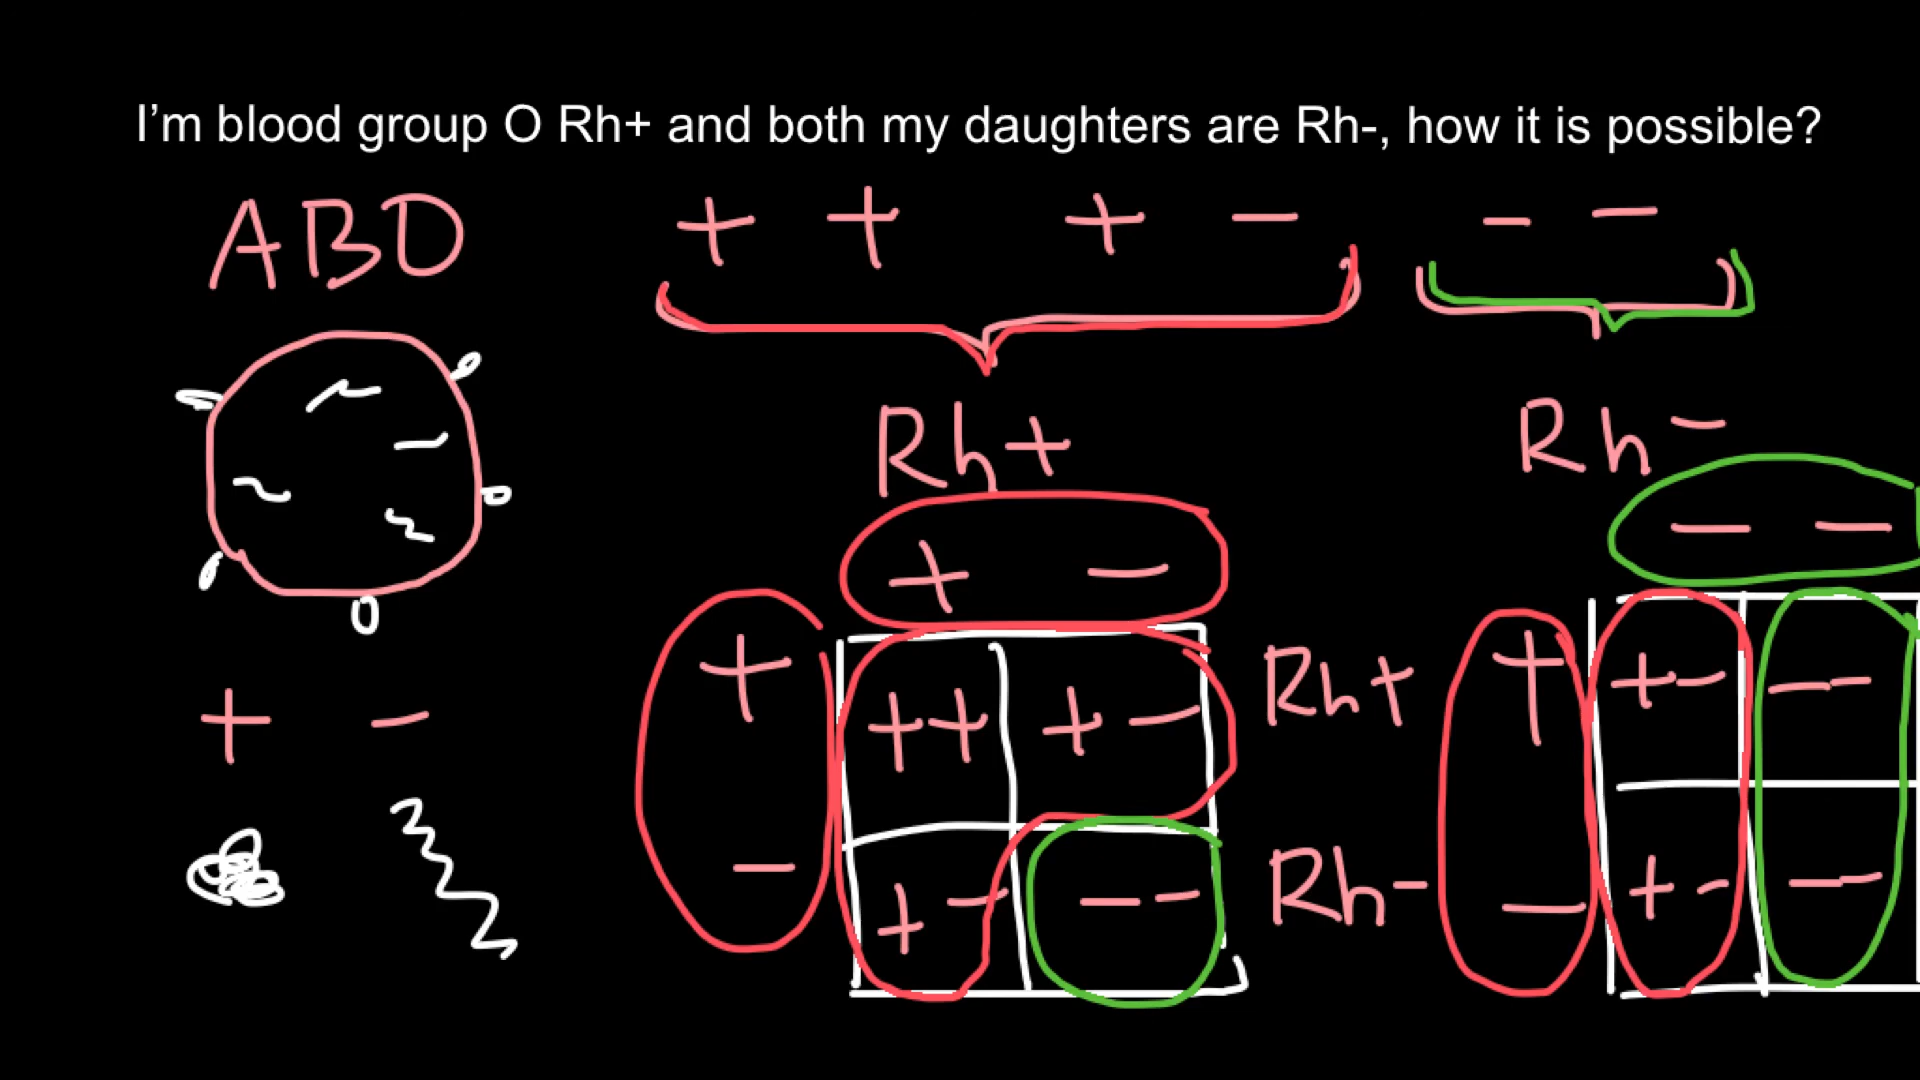 I'm blood group O Rh+ and both my daughters are Rh-, how it is possible?
ABO + + + - - -
Rh+ Rh-
+ - - -
+ ++ +- Rh+ + +- --
+ -
- +- -- Rh- - +- --